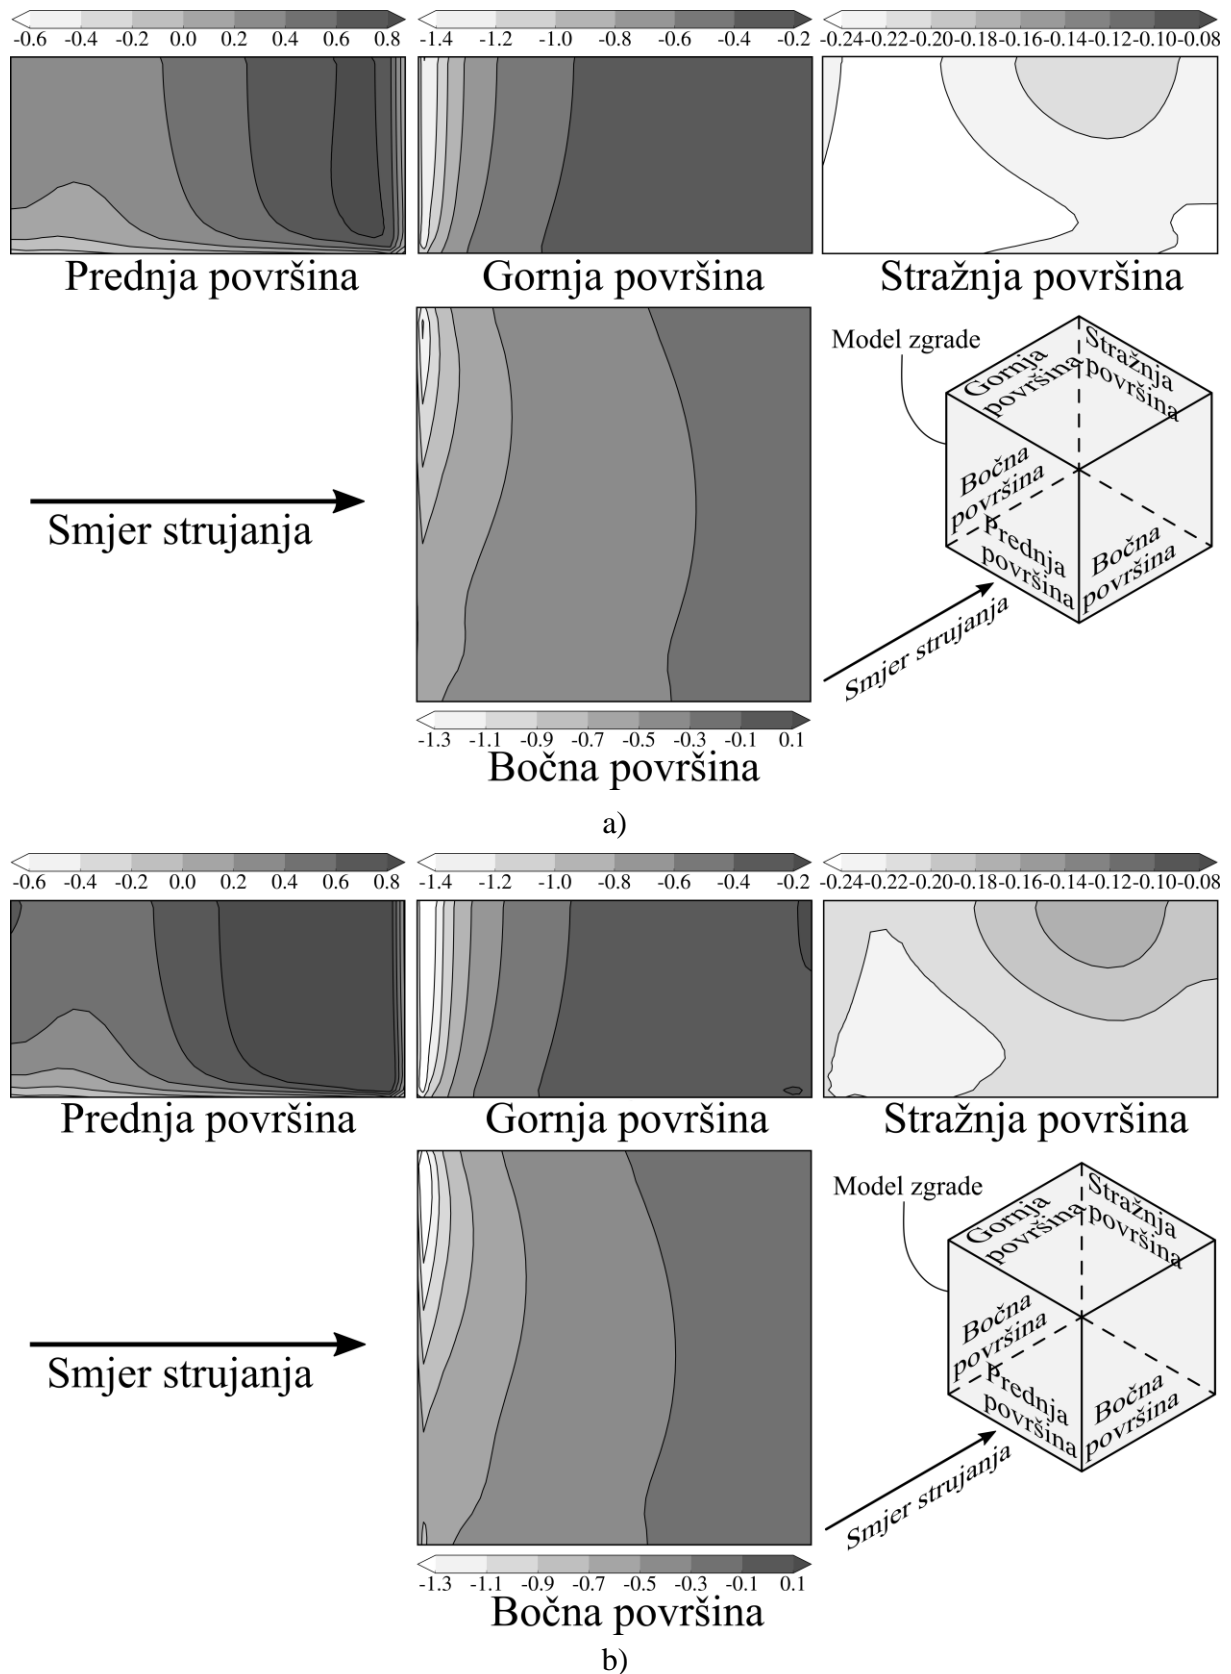 -0.6 -0.4 -0.2 0.0 0.2 0.4 0.6 0.8
-1.4 -1.2 -1.0 -0.8 -0.6 -0.4 -0.2
-0.24 -0.22 -0.20 -0.18 -0.16 -0.14 -0.12 -0.10 -0.08
Prednja površina
Gornja površina
Stražnja površina
Smjer strujanja
Model zgrade
Gornja
površina
Stražnja
površina
Bočna
površina
Prednja
površina
Bočna
površina
Smjer strujanja
-1.3 -1.1 -0.9 -0.7 -0.5 -0.3 -0.1 0.1
Bočna površina
a)
-0.6 -0.4 -0.2 0.0 0.2 0.4 0.6 0.8
-1.4 -1.2 -1.0 -0.8 -0.6 -0.4 -0.2
-0.24 -0.22 -0.20 -0.18 -0.16 -0.14 -0.12 -0.10 -0.08
Prednja površina
Gornja površina
Stražnja površina
Smjer strujanja
Model zgrade
Gornja
površina
Stražnja
površina
Bočna
površina
Prednja
površina
Bočna
površina
Smjer strujanja
-1.3 -1.1 -0.9 -0.7 -0.5 -0.3 -0.1 0.1
Bočna površina
b)